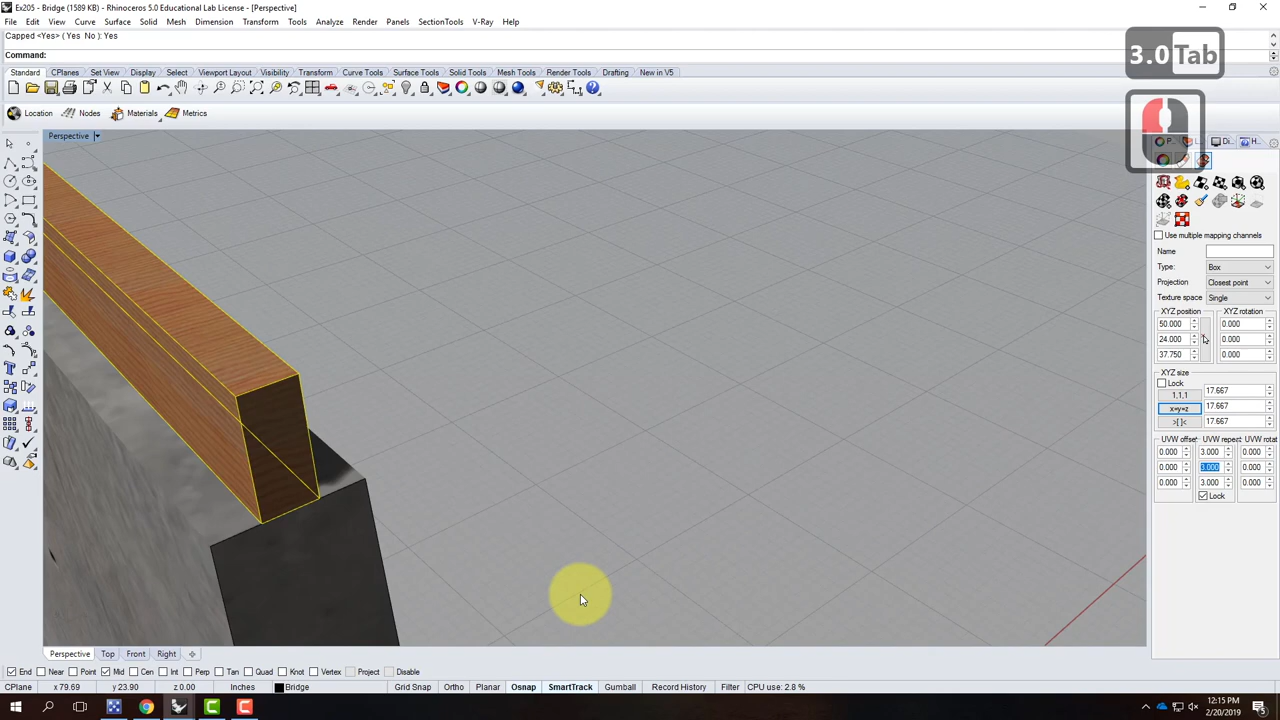 Ex205 - Bridge (1589 KB) - Rhinoceros 5.0 Educational Lab License - [Perspective]
File Edit View Curve Surface Solid Mesh Dimension Transform Tools Analyze Render Panels SectionTools V-Ray Help
Capped <Yes> ( Yes No ): Yes
Command:
3.0 Tab
Standard CPlanes Set View Display Select Viewport Layout Visibility Transform Curve Tools Surface Tools Solid Tools Mesh Tools Render Tools Drafting New in V5
Location Nodes Materials Metrics
Perspective
P... L... Di... H...
Use multiple mapping channels
Name
Type: Box
Projection Closest point
Texture space Single
XYZ position XYZ rotation
50.000 0.000
24.000 0.000
37.750 0.000
XYZ size
Lock
1,1,1 17.667
x=y=z 17.667
>[ ]< 17.667
UVW offset UVW repeat UVW rotat
0.000 3.000 0.000
0.000 3.000 0.000
0.000 3.000 0.000
Lock
Perspective Top Front Right
End Near Point Mid Cen Int Perp Tan Quad Knot Vertex Project Disable
CPlane x 79.69 y 23.90 z 0.00 Inches Bridge Grid Snap Ortho Planar Osnap SmartTrack Gumball Record History Filter CPU use: 2.8 %
12:15 PM
2/20/2019
5